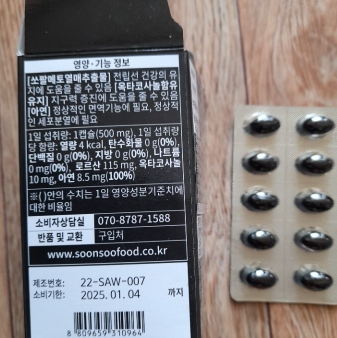 영양·기능 정보
[쏘팔메토열매추출물] 전립선 건강의 유
지에 도움을 줄 수 있음 [옥타코사놀함유
유지] 지구력 증진에 도움을 줄 수 있음
[아연] 정상적인 면역기능에 필요, 정상적
인 세포분열에 필요
1일 섭취량: 1캡슐(500 mg), 1일 섭취량
당 함량: 열량 4 kcal, 탄수화물 0 g(0%),
단백질 0 g(0%), 지방 0 g(0%), 나트륨
0 mg(0%), 로르산 115 mg, 옥타코사놀
10 mg, 아연 8.5 mg(100%)
※( )안의 수치는 1일 영양성분기준치에
대한 비율임
소비자상담실 070-8787-1588
반품 및 교환 구입처
www.soonsoofood.co.kr
제조번호: 22-SAW-007
소비기한: 2025.01.04 까지
8 809659 310964